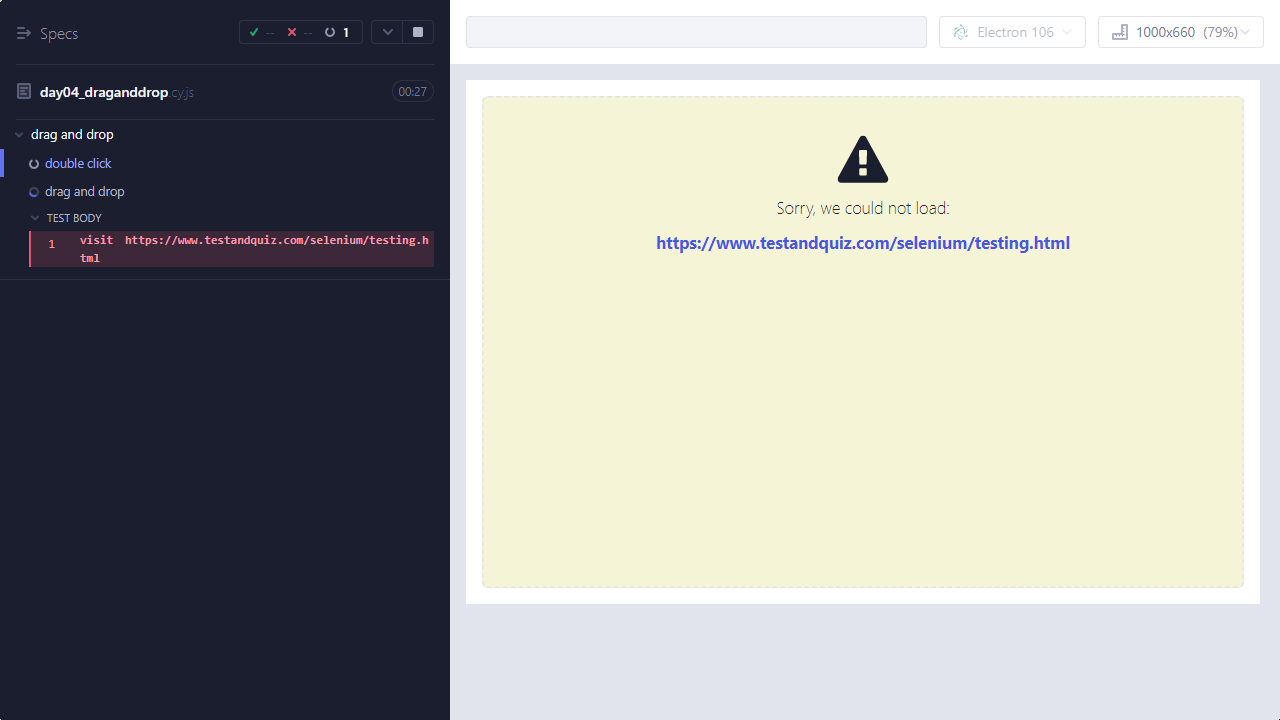 Specs
-- -- 1
day04_draganddrop.cy.js 00:27
drag and drop
double click
drag and drop
TEST BODY
1 visit https://www.testandquiz.com/selenium/testing.h
tml
Electron 106
1000x660 (79%)
Sorry, we could not load:
https://www.testandquiz.com/selenium/testing.html